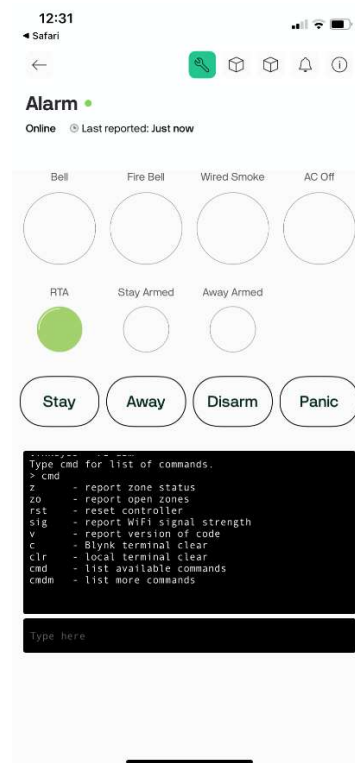 12:31
◀ Safari
Alarm
Online Last reported: Just now
Bell Fire Bell Wired Smoke AC Off
RTA Stay Armed Away Armed
Stay Away Disarm Panic
Type cmd for list of commands.
> cmd
z - report zone status
zo - report open zones
rst - reset controller
sig - report WiFi signal strength
v - report version of code
c - Blynk terminal clear
clr - local terminal clear
cmd - list available commands
cmdm - list more commands
Type here